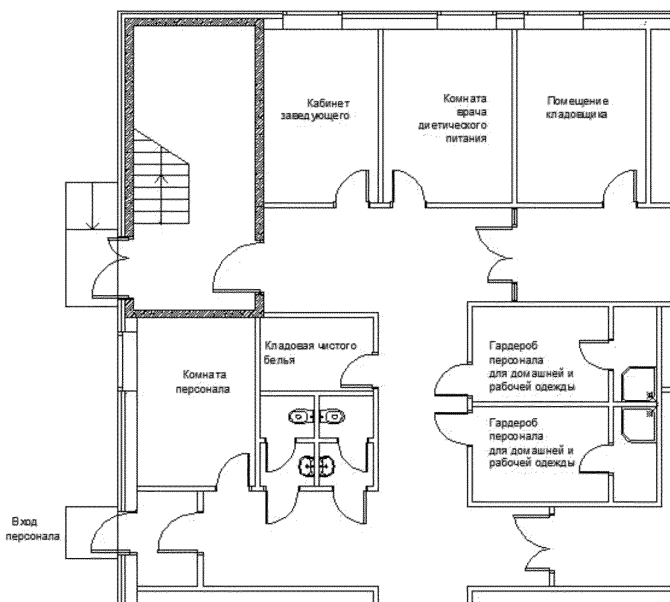 Кабинет
заведующего
Комната
врача
диетического
питания
Помещение
кладовщика
Кладовая чистого
белья
Комната
персонала
Гардероб
персонала
для домашней и
рабочей одежды
Гардероб
персонала
для домашней и
рабочей одежды
Вход
персонала